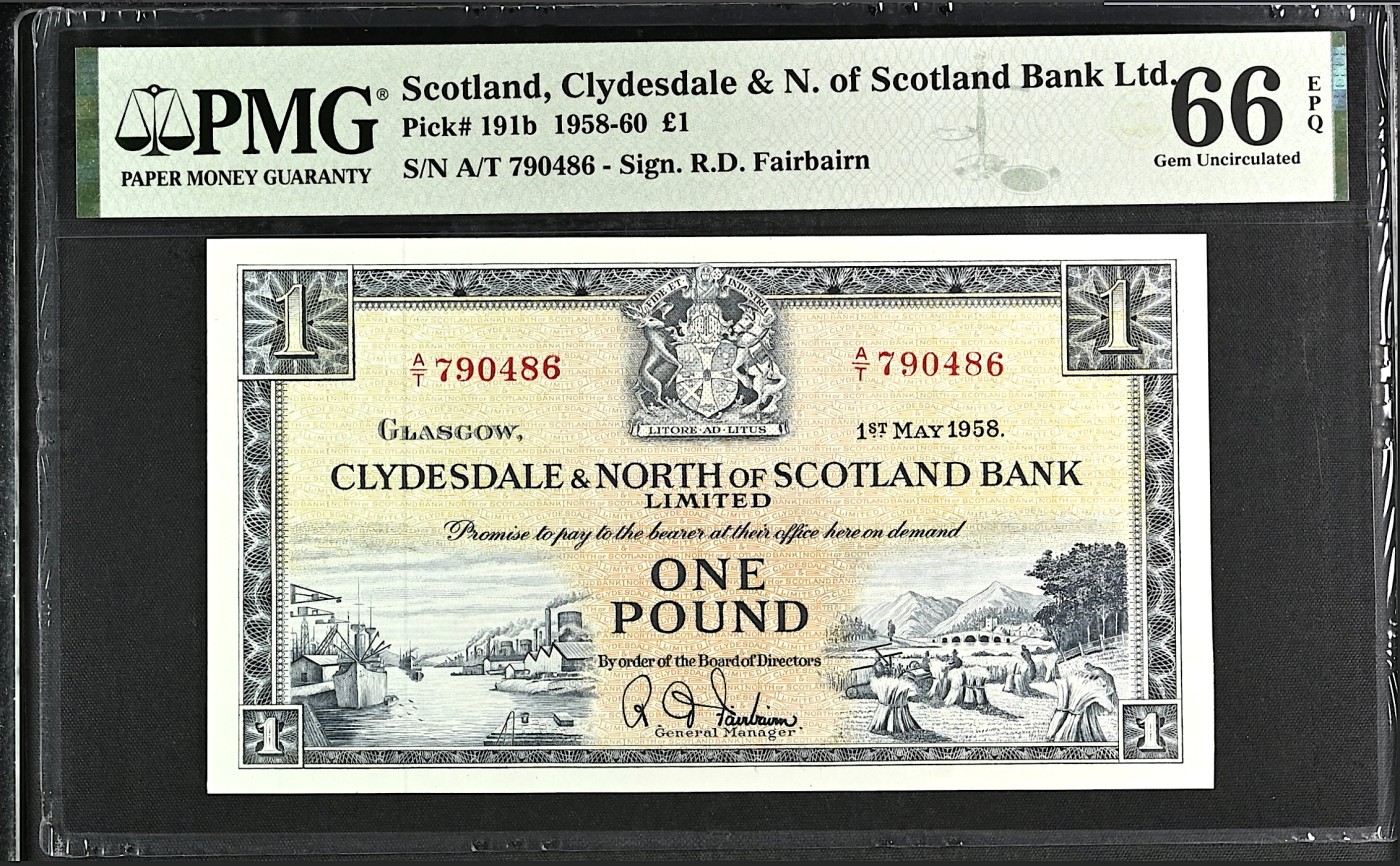 PMG®
PAPER MONEY GUARANTY
Scotland, Clydesdale & N. of Scotland Bank Ltd.
Pick# 191b 1958-60 £1
S/N A/T 790486 - Sign. R.D. Fairbairn
66
EPQ
Gem Uncirculated
1
1
A/T 790486
A/T 790486
LITORE·AD·LITUS
GLASGOW,
1ST MAY 1958.
CLYDESDALE & NORTH OF SCOTLAND BANK
LIMITED
Promise to pay to the bearer at their office here on demand
ONE
POUND
By order of the Board of Directors
R D Fairbairn
General Manager.
1
1